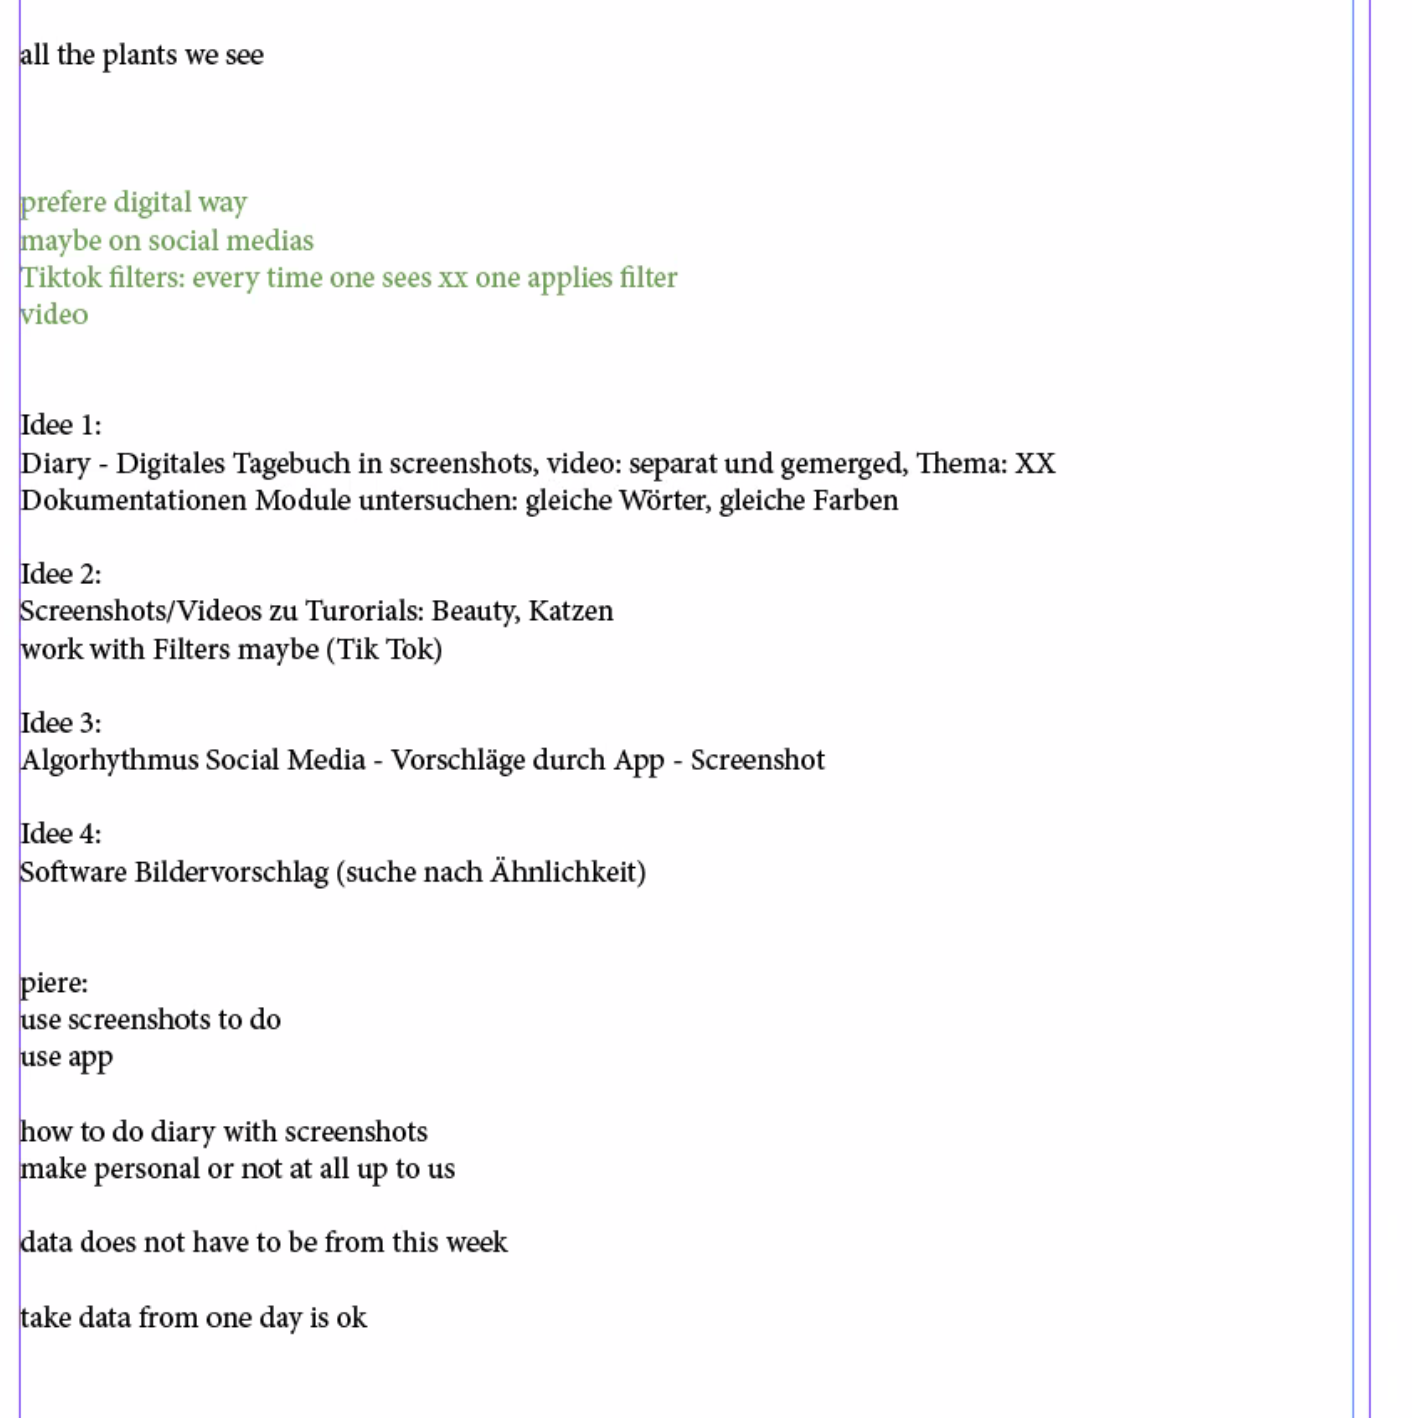 all the plants we see
prefere digital way
maybe on social medias
Tiktok filters: every time one sees xx one applies filter
video
Idee 1:
Diary - Digitales Tagebuch in screenshots, video: separat und gemerged, Thema: XX
Dokumentationen Module untersuchen: gleiche Wörter, gleiche Farben
Idee 2:
Screenshots/Videos zu Turorials: Beauty, Katzen
work with Filters maybe (Tik Tok)
Idee 3:
Algorhythmus Social Media - Vorschläge durch App - Screenshot
Idee 4:
Software Bildervorschlag (suche nach Ähnlichkeit)
piere:
use screenshots to do
use app
how to do diary with screenshots
make personal or not at all up to us
data does not have to be from this week
take data from one day is ok